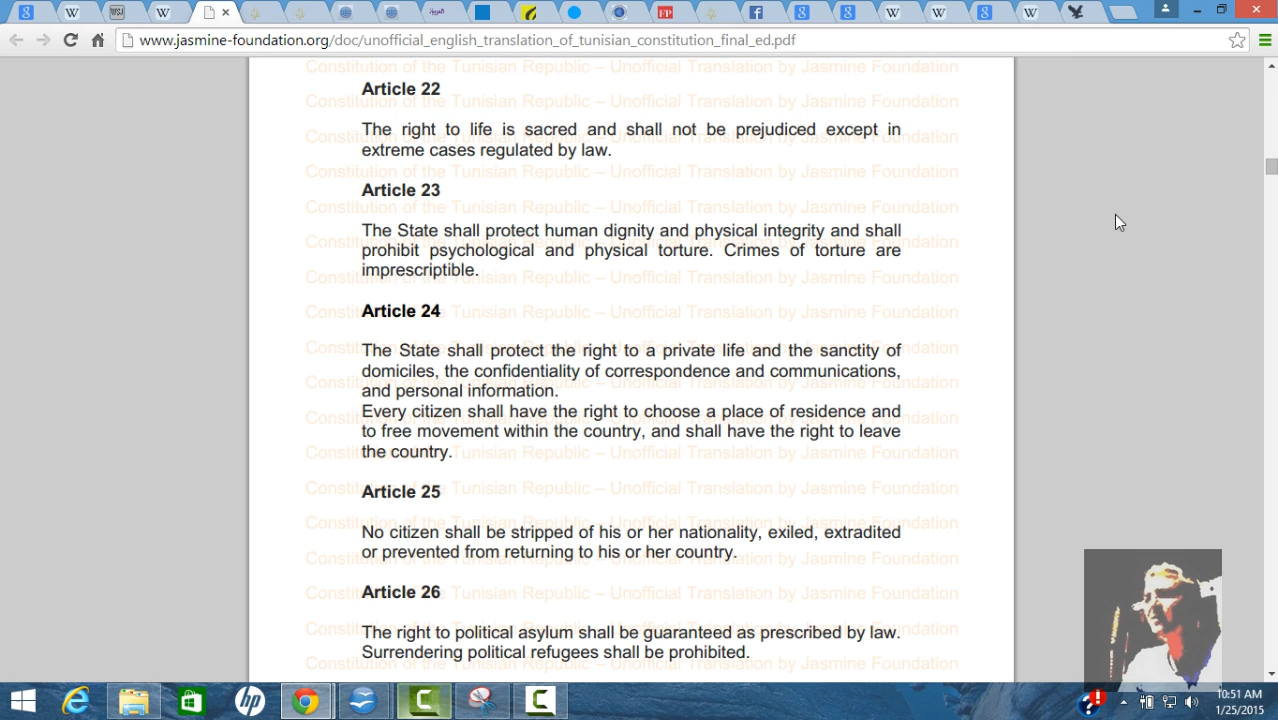 www.jasmine-foundation.org/doc/unofficial_english_translation_of_tunisian_constitution_final_ed.pdf
Constitution of the Tunisian Republic – Unofficial Translation by Jasmine Foundation
Article 22
The right to life is sacred and shall not be prejudiced except in
extreme cases regulated by law.
Article 23
The State shall protect human dignity and physical integrity and shall
prohibit psychological and physical torture. Crimes of torture are
imprescriptible.
Article 24
The State shall protect the right to a private life and the sanctity of
domiciles, the confidentiality of correspondence and communications,
and personal information.
Every citizen shall have the right to choose a place of residence and
to free movement within the country, and shall have the right to leave
the country.
Article 25
No citizen shall be stripped of his or her nationality, exiled, extradited
or prevented from returning to his or her country.
Article 26
The right to political asylum shall be guaranteed as prescribed by law.
Surrendering political refugees shall be prohibited.
10:51 AM
1/25/2015